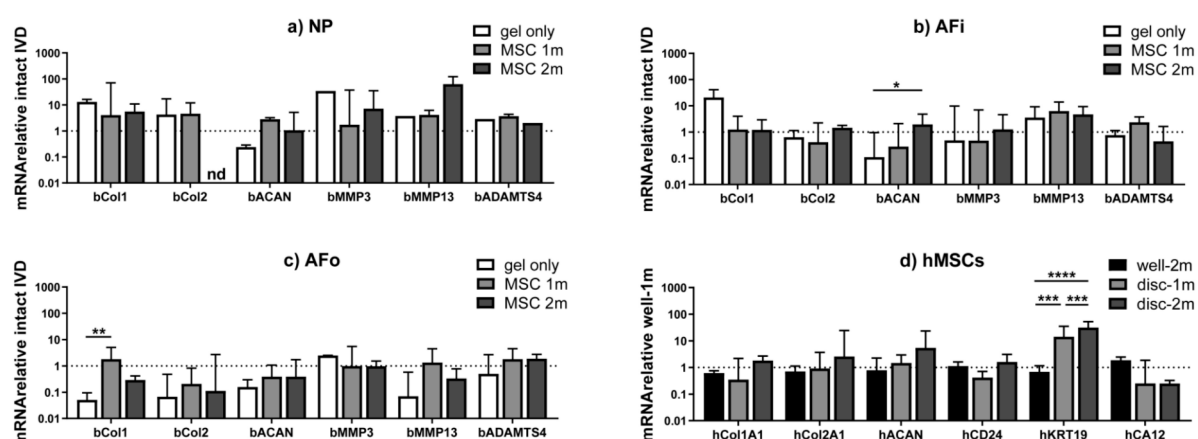 a) NP
gel only
MSC 1m
MSC 2m
mRNArelative intact IVD
1000
100
10
1
0.1
0.01
nd
bCol1 bCol2 bACAN bMMP3 bMMP13 bADAMTS4
b) AFi
gel only
MSC 1m
MSC 2m
mRNArelative intact IVD
1000
100
10
1
0.1
0.01
*
bCol1 bCol2 bACAN bMMP3 bMMP13 bADAMTS4
c) AFo
gel only
MSC 1m
MSC 2m
mRNArelative intact IVD
1000
100
10
1
0.1
0.01
**
bCol1 bCol2 bACAN bMMP3 bMMP13 bADAMTS4
d) hMSCs
well-2m
disc-1m
disc-2m
mRNArelative well-1m
1000
100
10
1
0.1
0.01
****
*** ***
hCol1A1 hCol2A1 hACAN hCD24 hKRT19 hCA12